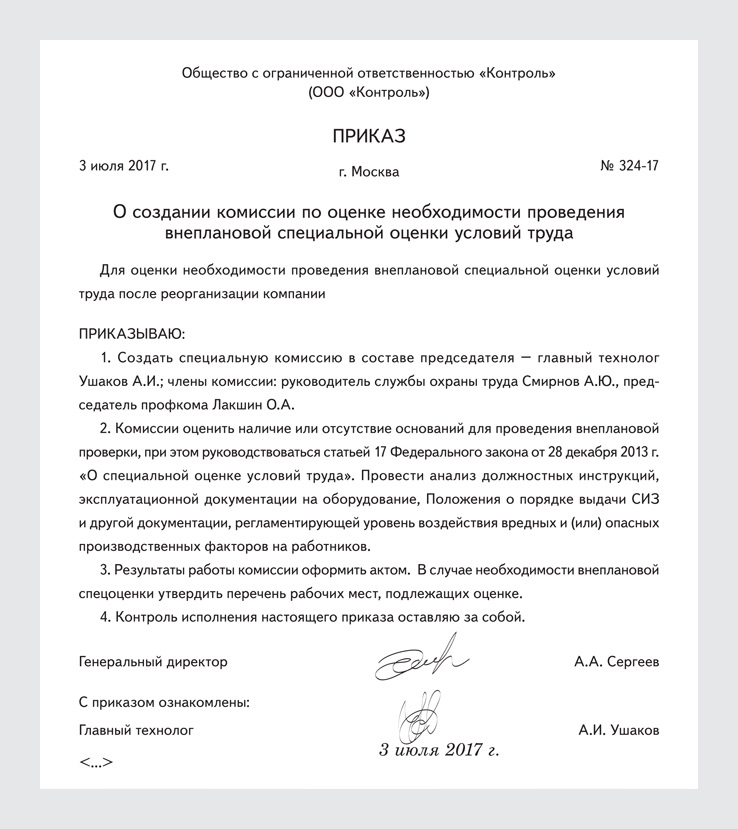 Общество с ограниченной ответственностью «Контроль»
(ООО «Контроль»)
ПРИКАЗ
3 июля 2017 г.
г. Москва
№ 324-17
О создании комиссии по оценке необходимости проведения
внеплановой специальной оценки условий труда
Для оценки необходимости проведения внеплановой специальной оценки условий
труда после реорганизации компании
ПРИКАЗЫВАЮ:
1. Создать специальную комиссию в составе председателя — главный технолог
Ушаков А.И.; члены комиссии: руководитель службы охраны труда Смирнов А.Ю., пред-
седатель профкома Лакшин О.А.
2. Комиссии оценить наличие или отсутствие оснований для проведения внеплановой
проверки, при этом руководствоваться статьей 17 Федерального закона от 28 декабря 2013 г.
«О специальной оценке условий труда». Провести анализ должностных инструкций,
эксплуатационной документации на оборудование, Положения о порядке выдачи СИЗ
и другой документации, регламентирующей уровень воздействия вредных и (или) опасных
производственных факторов на работников.
3. Результаты работы комиссии оформить актом. В случае необходимости внеплановой
спецоценки утвердить перечень рабочих мест, подлежащих оценке.
4. Контроль исполнения настоящего приказа оставляю за собой.
Генеральный директор
А.А. Сергеев
С приказом ознакомлены:
Главный технолог
А.И. Ушаков
3 июля 2017 г.
<...>